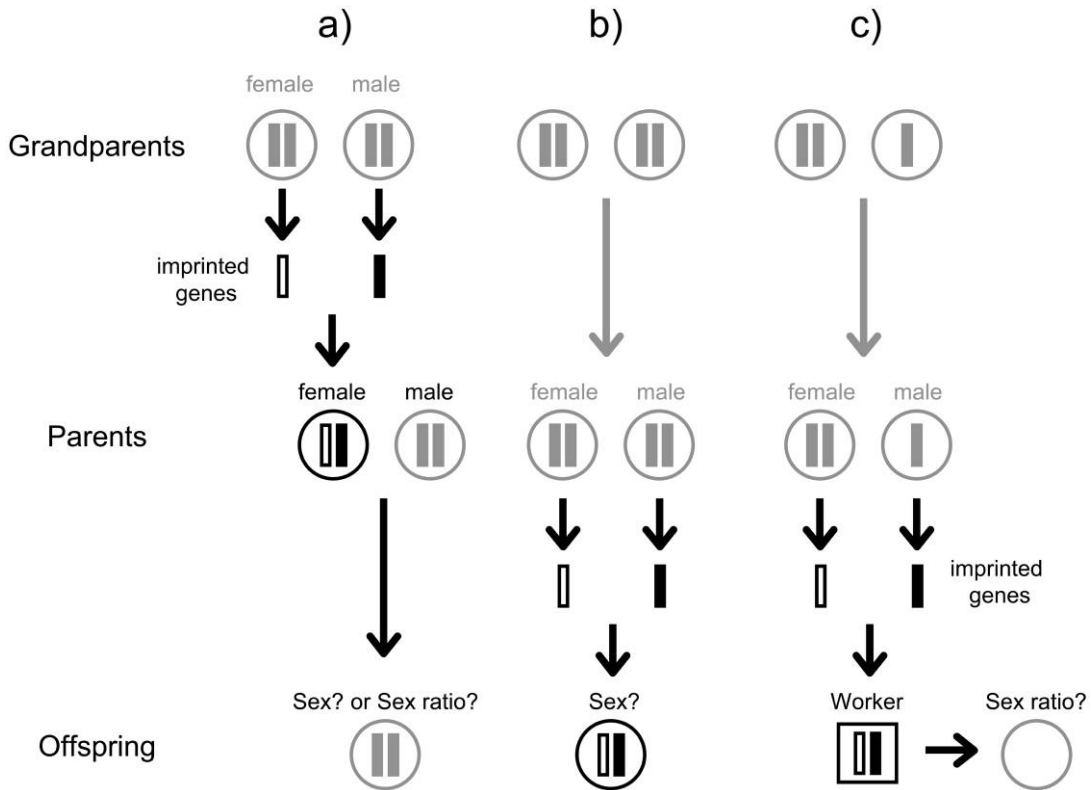 a)
b)
c)
female male
Grandparents
imprinted
genes
female male
female male
female male
Parents
imprinted
genes
Sex? or Sex ratio?
Sex?
Worker
Sex ratio?
Offspring